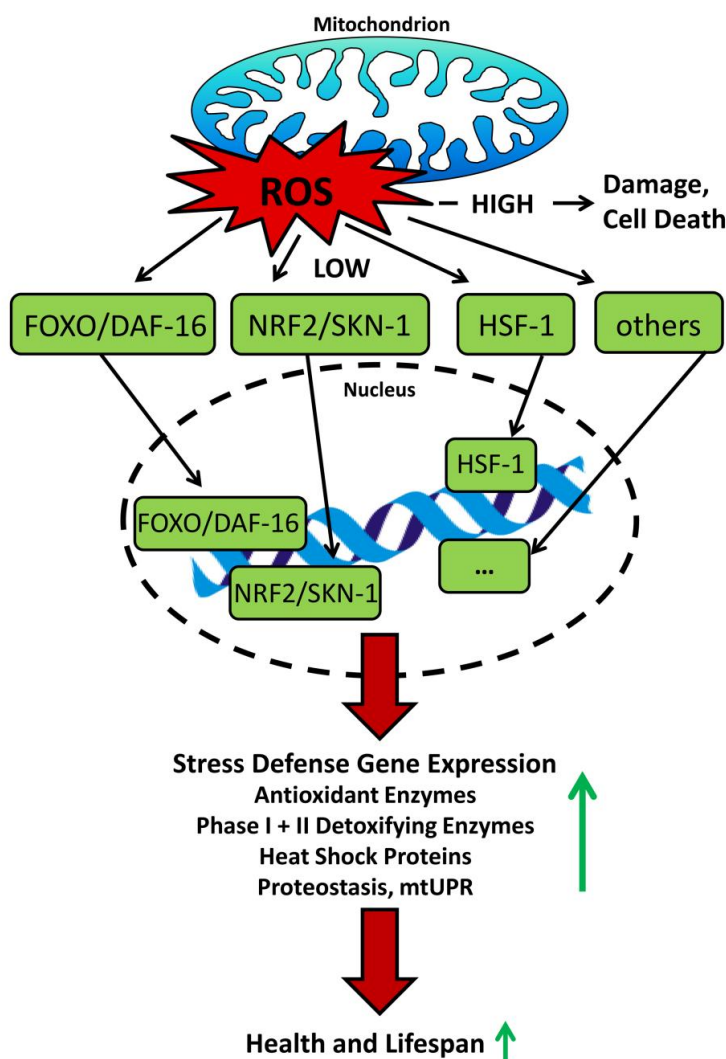 Mitochondrion
ROS
HIGH
Damage,
Cell Death
LOW
FOXO/DAF-16
NRF2/SKN-1
HSF-1
others
Nucleus
HSF-1
FOXO/DAF-16
...
NRF2/SKN-1
Stress Defense Gene Expression
Antioxidant Enzymes
Phase I + II Detoxifying Enzymes
Heat Shock Proteins
Proteostasis, mtUPR
Health and Lifespan